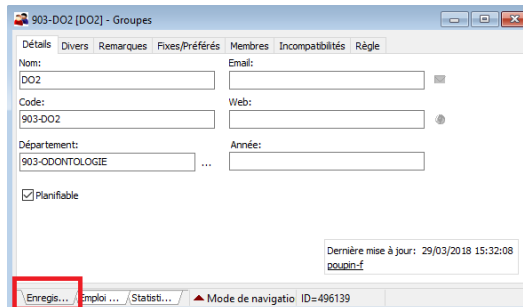 903-DO2 [DO2] - Groupes
Détails Divers Remarques Fixes/Préférés Membres Incompatibilités Règle
Nom: Email:
DO2
Code: Web:
903-DO2
Département: Année:
903-ODONTOLOGIE ...
Planifiable
Dernière mise à jour: 29/03/2018 15:32:08
poupin-f
Enregis... Emploi ... Statisti... Mode de navigatio ID=496139